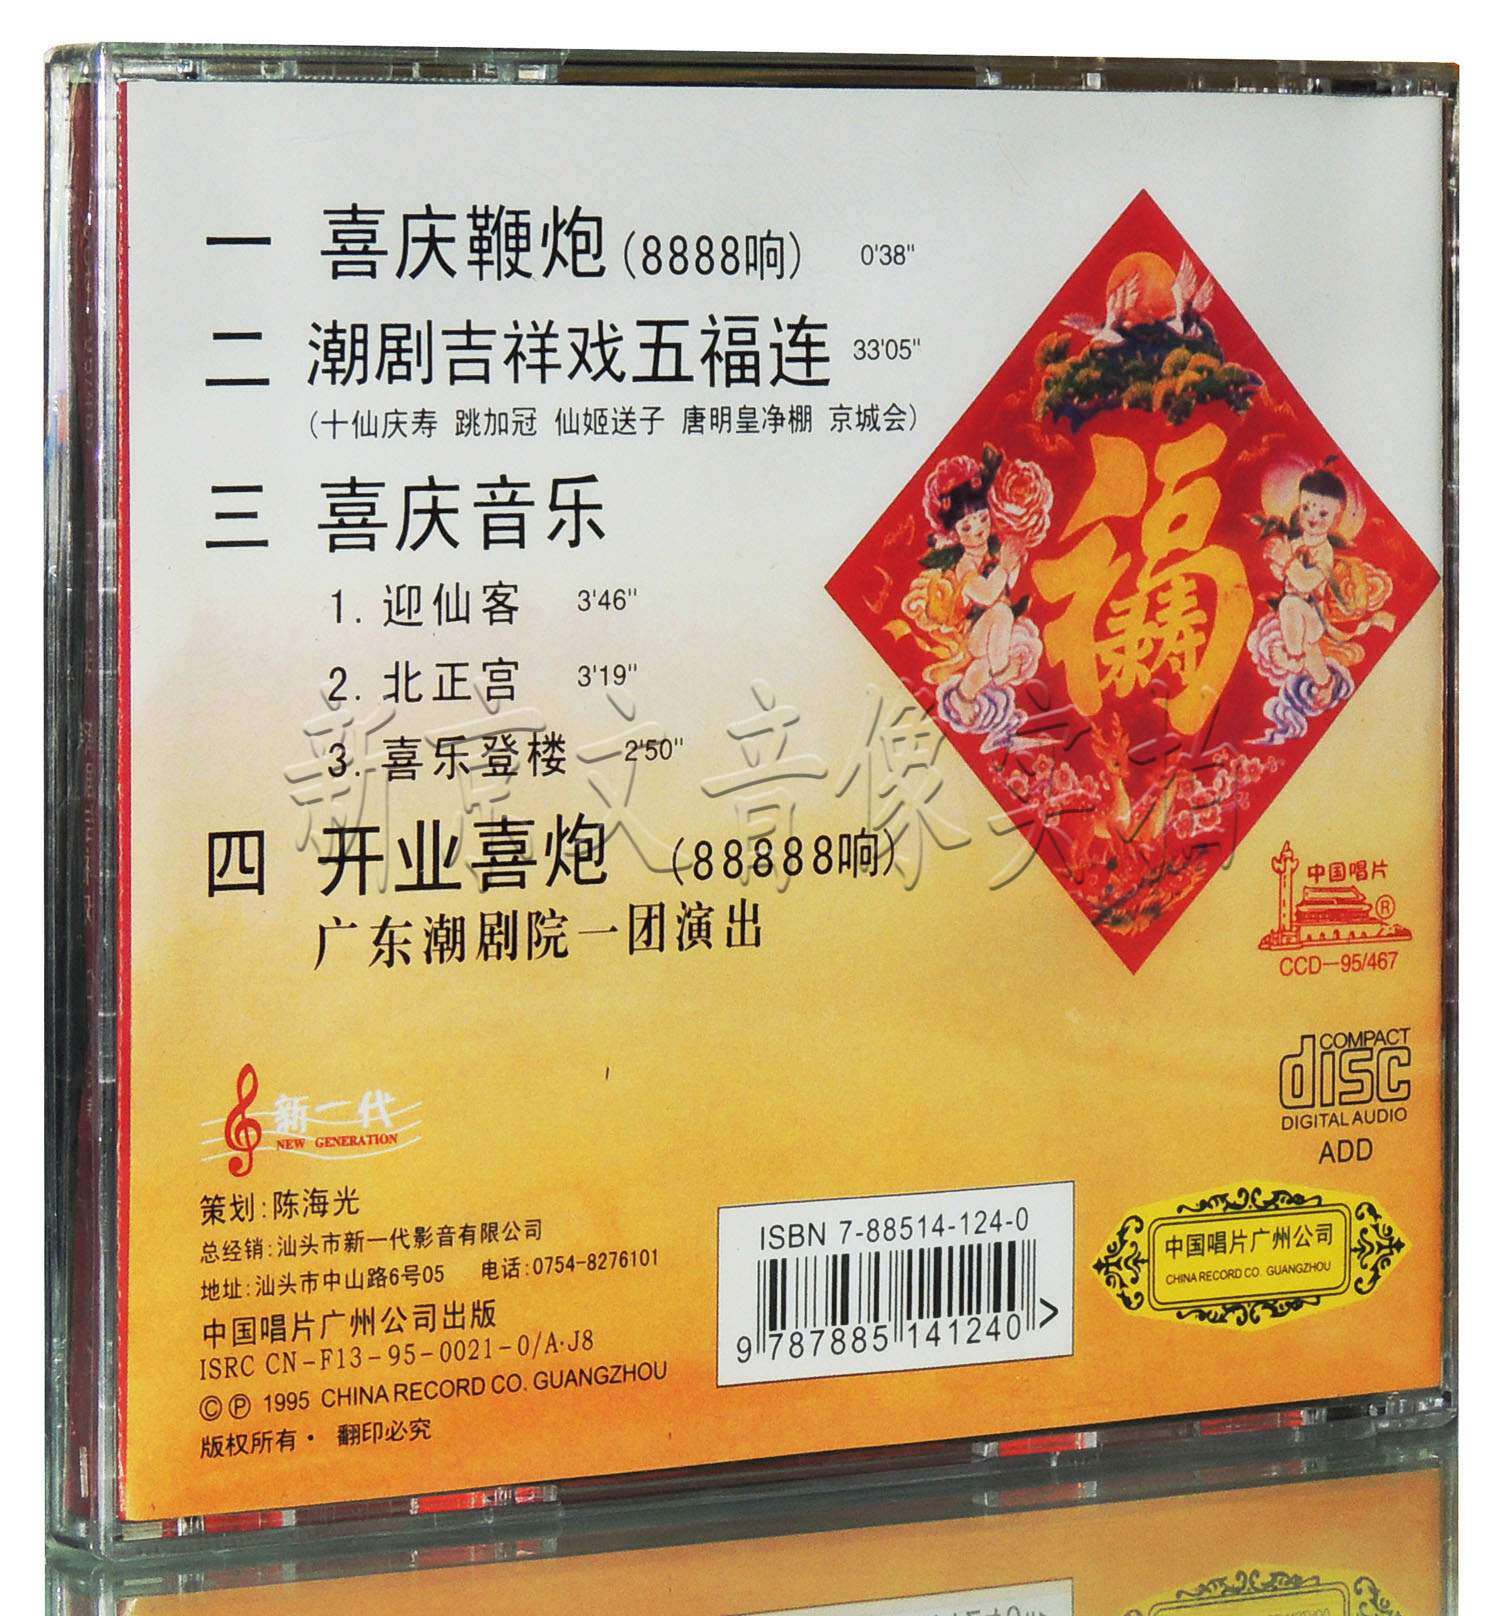 一 喜庆鞭炮(8888响) 0'38"
二 潮剧吉祥戏五福连 33'05"
(十仙庆寿 跳加冠 仙姬送子 唐明皇净棚 京城会)
三 喜庆音乐
1. 迎仙客 3'46"
2. 北正宫 3'19"
3. 喜乐登楼 2'50"
四 开业喜炮 (88888响)
广东潮剧院一团演出
福
中国唱片
®
CCD—95/467
COMPACT
disc
DIGITAL AUDIO
ADD
新一代
NEW GENERATION
策划:陈海光
总经销:汕头市新一代影音有限公司
地址:汕头市中山路6号05 电话:0754-8276101
中国唱片广州公司出版
ISRC CN-F13-95-0021-0/A·J8
©℗ 1995 CHINA RECORD CO. GUANGZHOU
版权所有· 翻印必究
ISBN 7-88514-124-0
9 787885 141240 >
中国唱片广州公司
CHINA RECORD CO. GUANGZHOU
新京文音像实拍